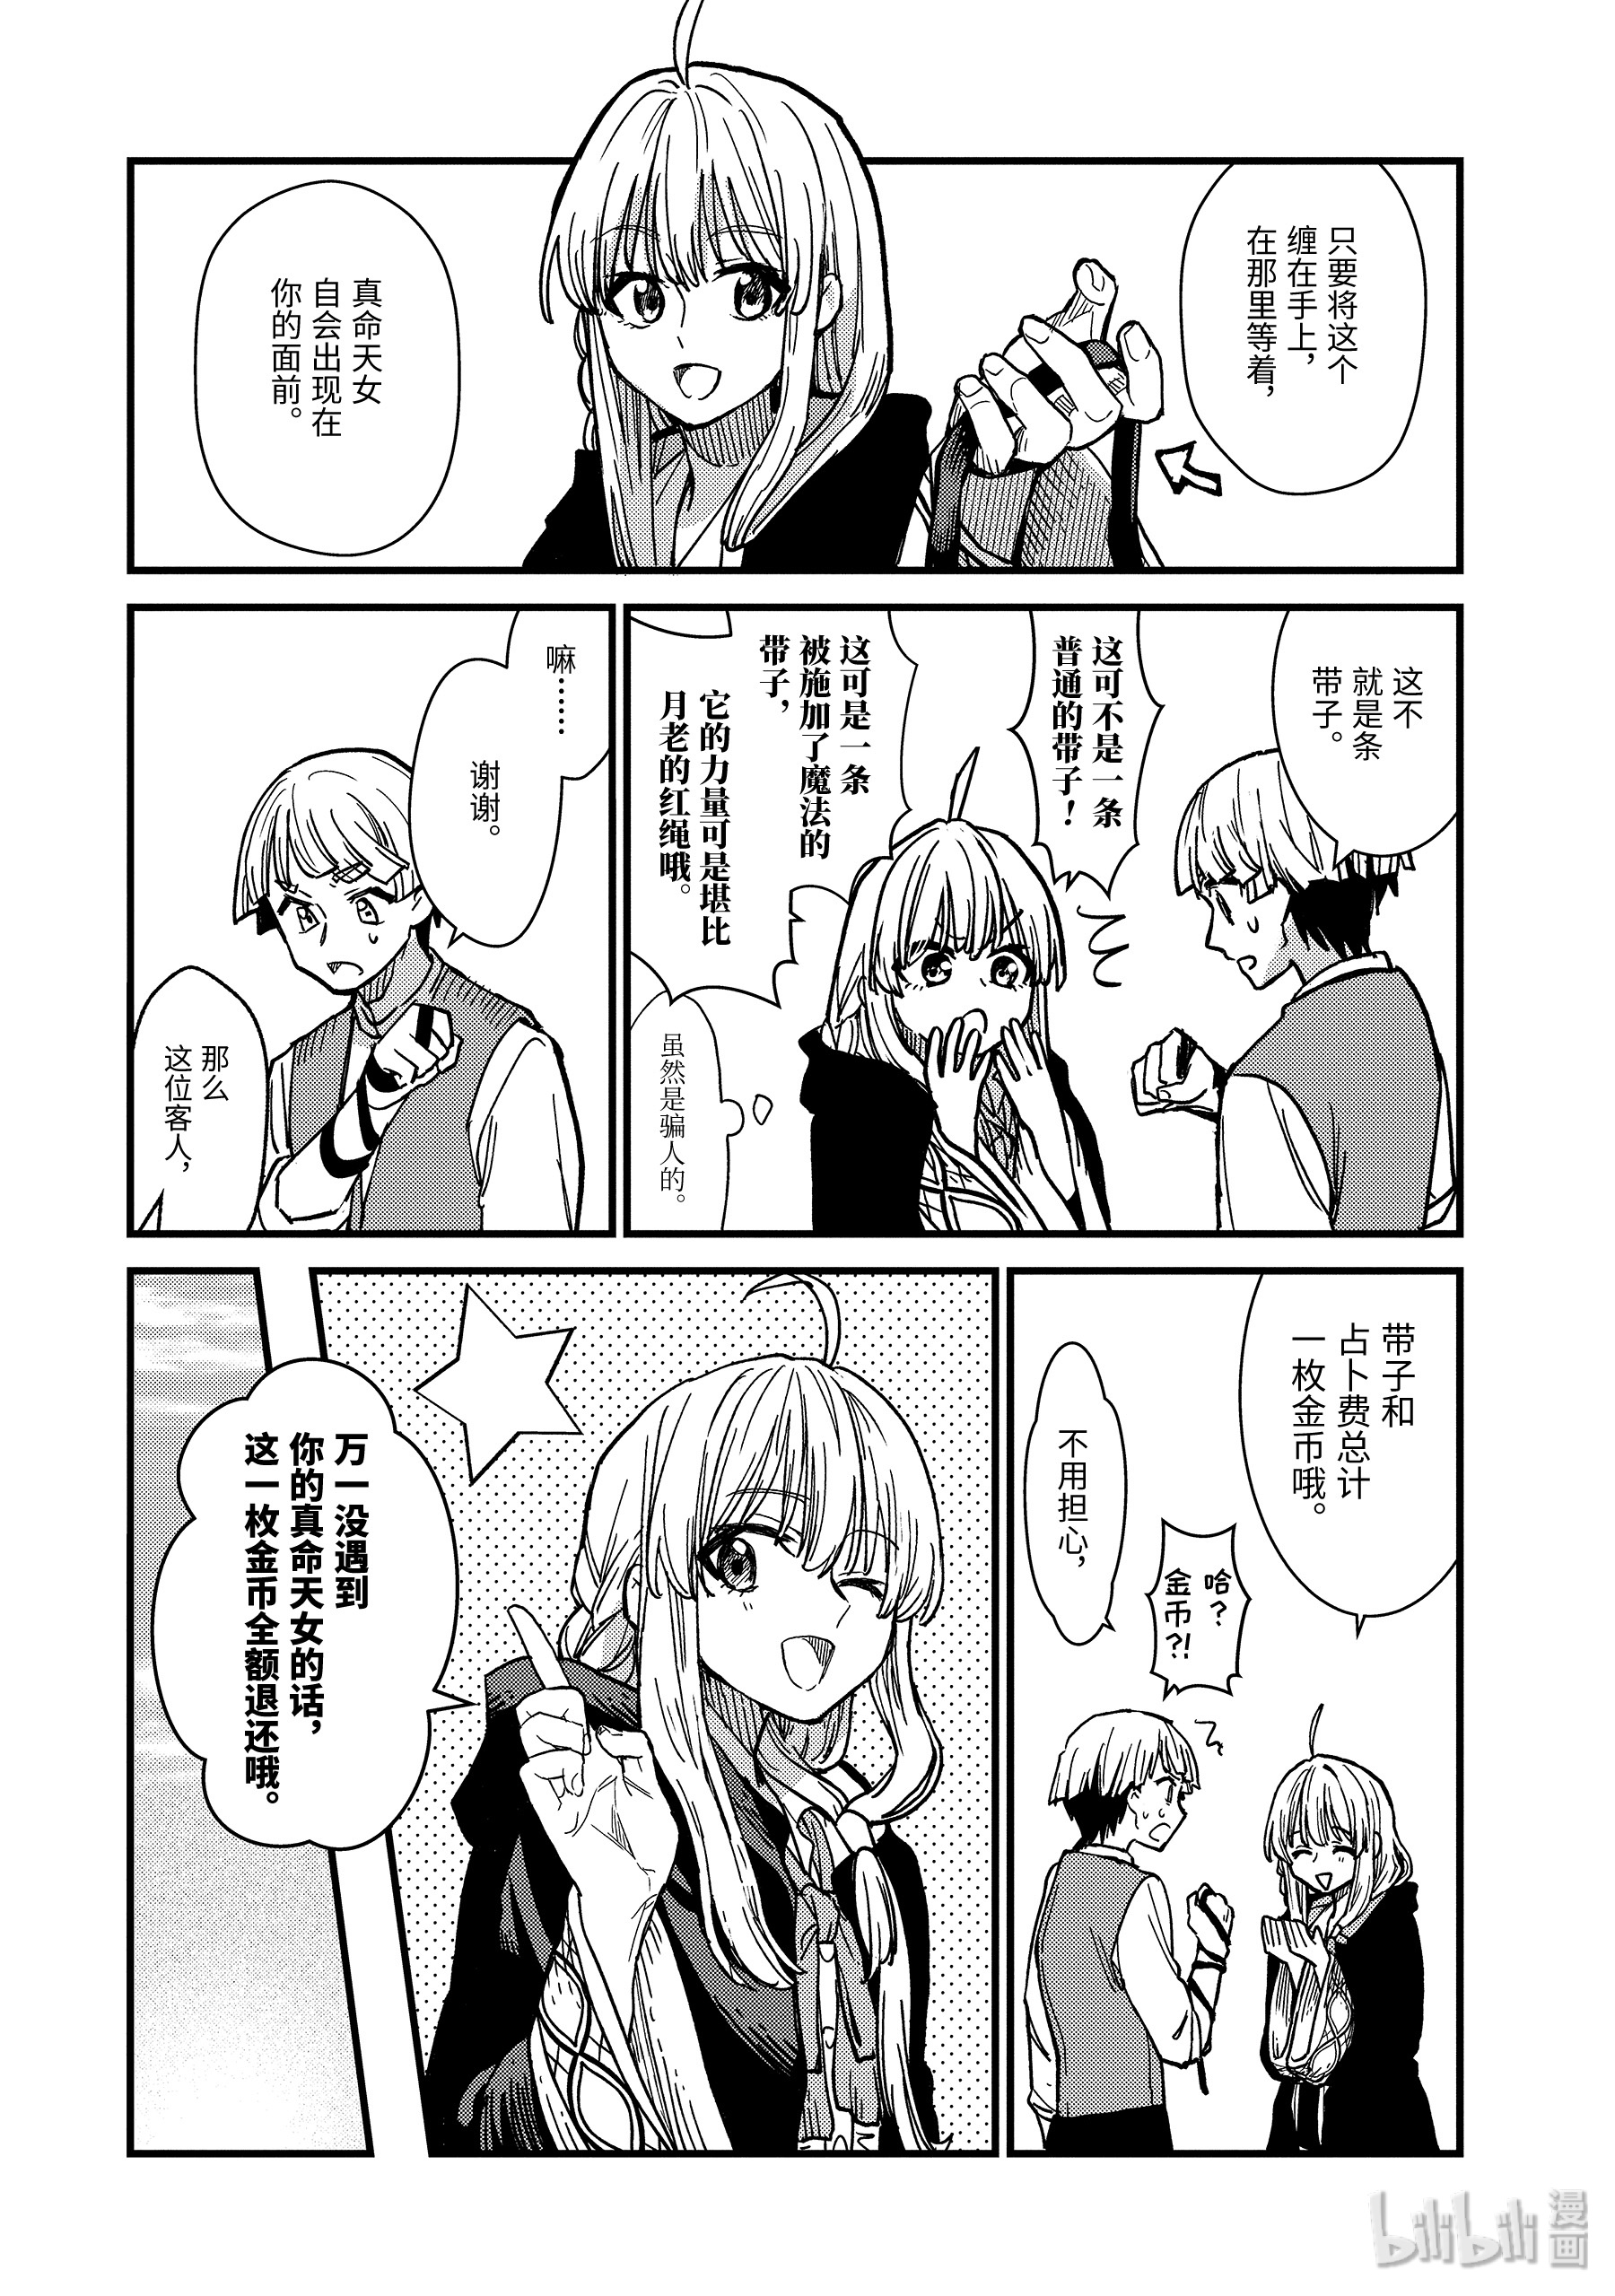 只要将这个
缠在手上，
在那里等着，
真命天女
自会出现在
你的面前。
这不
就是条
带子。
这可不是一条
普通的带子！
这可是一条
被施加了魔法的
带子，
它的力量可是堪比
月老的红绳哦。
虽然是骗人的。
嘛……
谢谢。
那么
这位客人，
带子和
占卜费总计
一枚金币哦。
哈？
金币?!
不用担心，
万一没遇到
你的真命天女的话，
这一枚金币全额退还哦。
bilibili 漫画